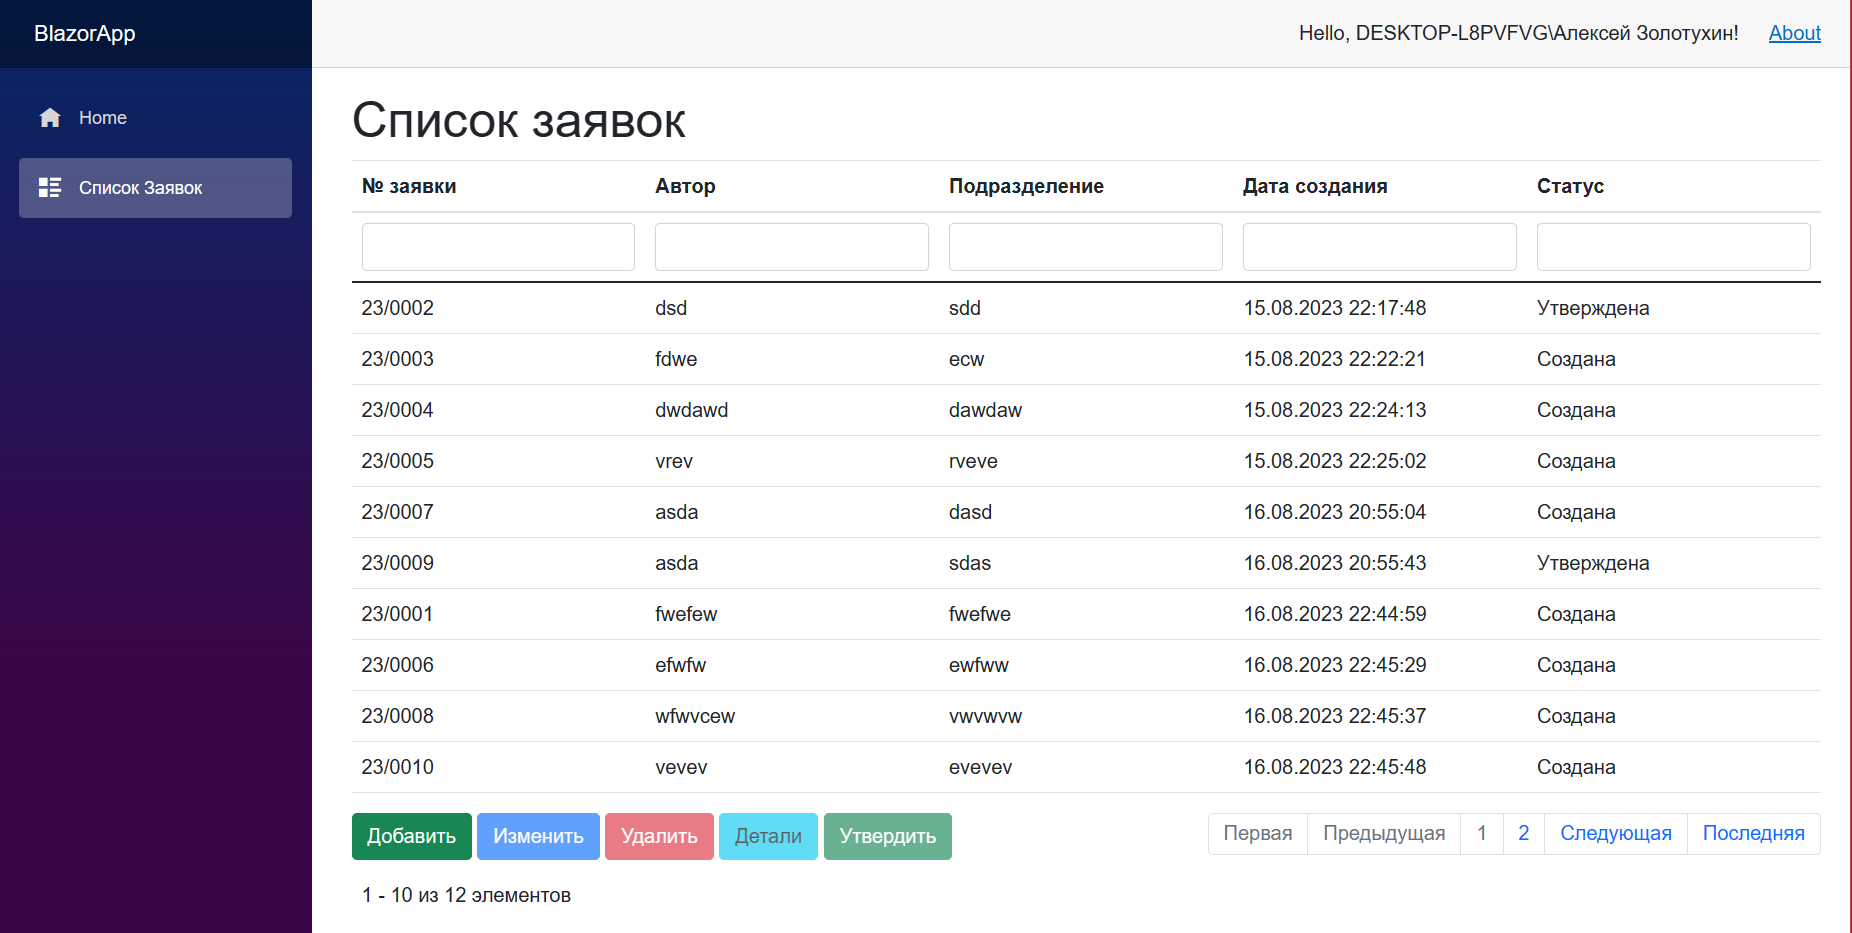 BlazorApp
Hello, DESKTOP-L8PVFVG\Алексей Золотухин! About
Home
Список Заявок
Список заявок
№ заявки Автор Подразделение Дата создания Статус
23/0002 dsd sdd 15.08.2023 22:17:48 Утверждена
23/0003 fdwe ecw 15.08.2023 22:22:21 Создана
23/0004 dwdawd dawdaw 15.08.2023 22:24:13 Создана
23/0005 vrev rveve 15.08.2023 22:25:02 Создана
23/0007 asda dasd 16.08.2023 20:55:04 Создана
23/0009 asda sdas 16.08.2023 20:55:43 Утверждена
23/0001 fwefew fwefwe 16.08.2023 22:44:59 Создана
23/0006 efwfw ewfww 16.08.2023 22:45:29 Создана
23/0008 wfwvcew vwvwvw 16.08.2023 22:45:37 Создана
23/0010 vevev evevev 16.08.2023 22:45:48 Создана
Добавить Изменить Удалить Детали Утвердить Первая Предыдущая 1 2 Следующая Последняя
1 - 10 из 12 элементов